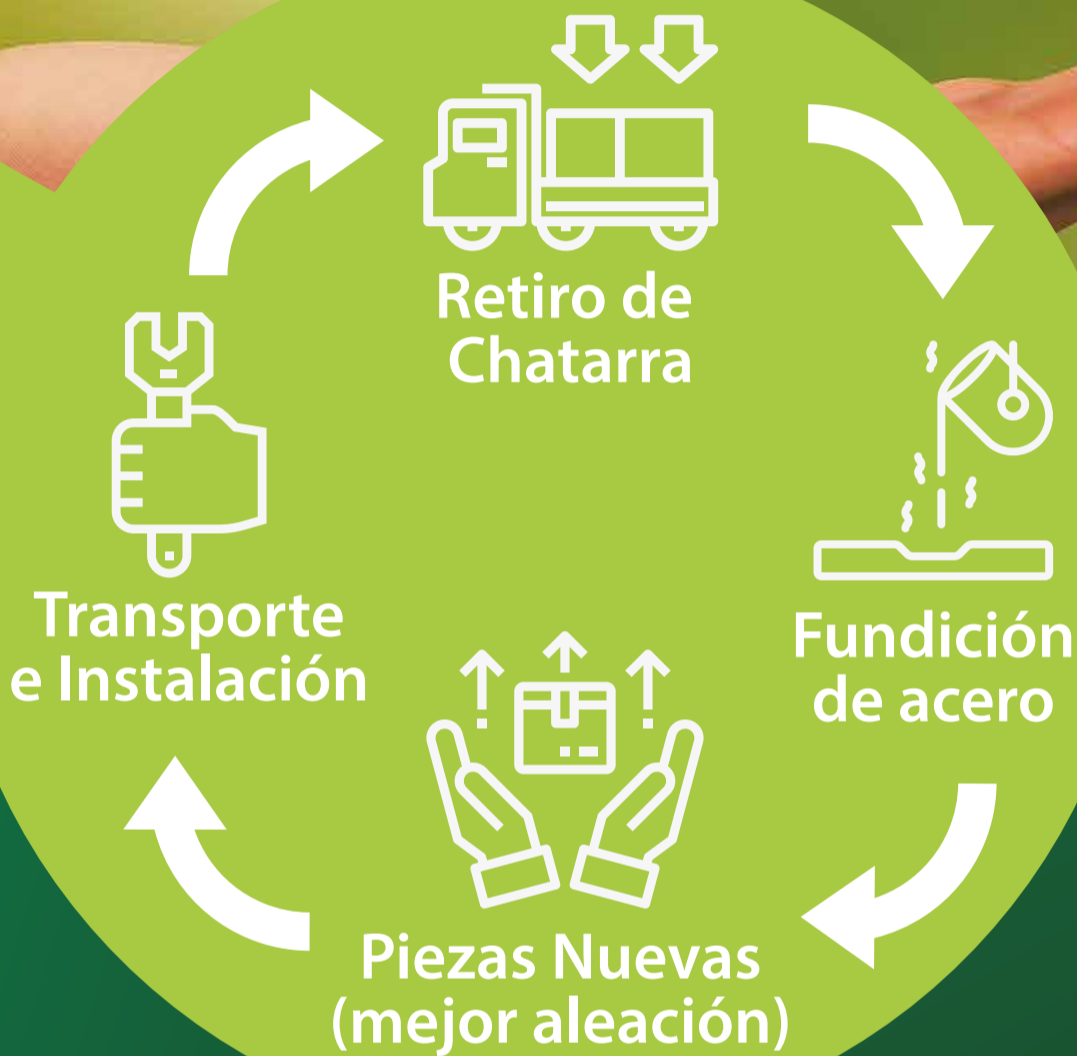 Retiro de
Chatarra
Fundición
de acero
Piezas Nuevas
(mejor aleación)
Transporte
e Instalación